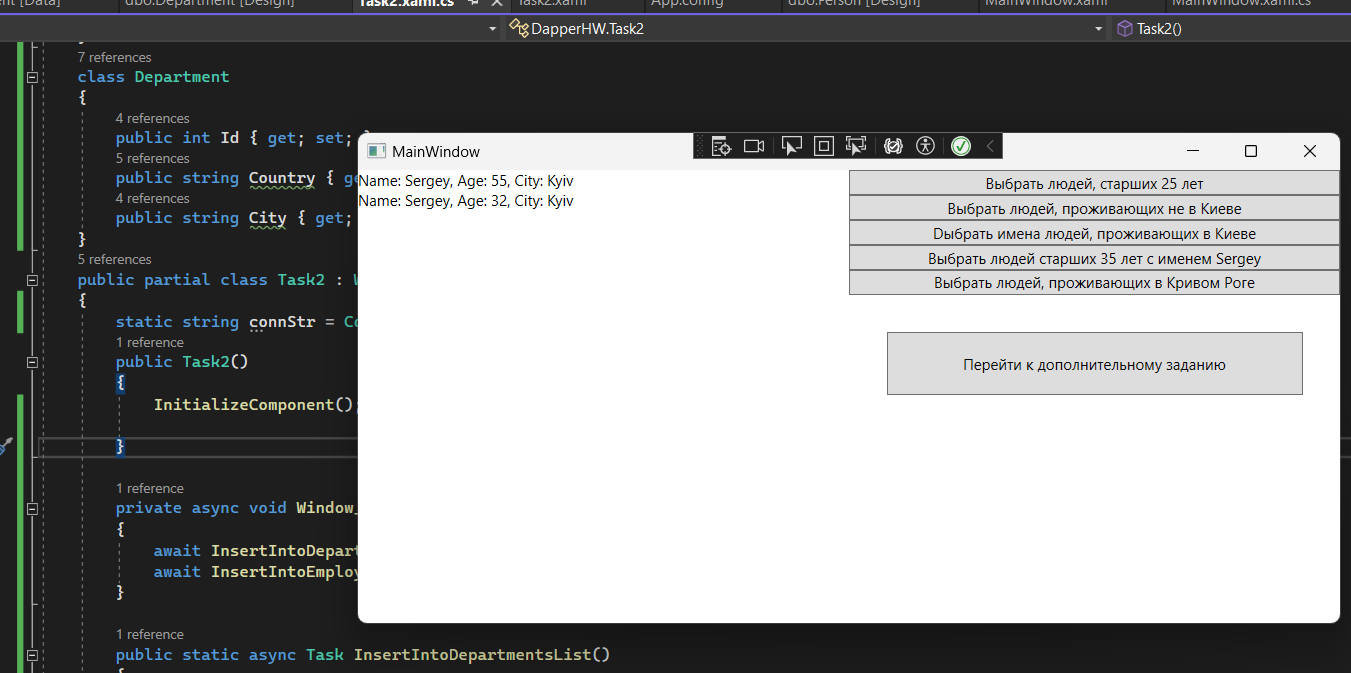 ent [Data]
dbo.Department [Design]
Task2.xaml.cs
Task2.xaml
App.config
dbo.Person [Design]
MainWindow.xaml
MainWindow.xaml.cs
DapperHW.Task2
Task2()
7 references
class Department
{
4 references
public int Id { get; set; }
5 references
public string Country { ge
4 references
public string City { get;
}
5 references
public partial class Task2 : W
{
static string connStr = Co
1 reference
public Task2()
{
InitializeComponent();
}
1 reference
private async void Window_
{
await InsertIntoDepart
await InsertIntoEmploy
}
1 reference
public static async Task InsertIntoDepartmentsList()
{
MainWindow
Name: Sergey, Age: 55, City: Kyiv
Name: Sergey, Age: 32, City: Kyiv
Выбрать людей, старших 25 лет
Выбрать людей, проживающих не в Киеве
Dыбрать имена людей, проживающих в Киеве
Выбрать людей старших 35 лет с именем Sergey
Выбрать людей, проживающих в Кривом Роге
Перейти к дополнительному заданию